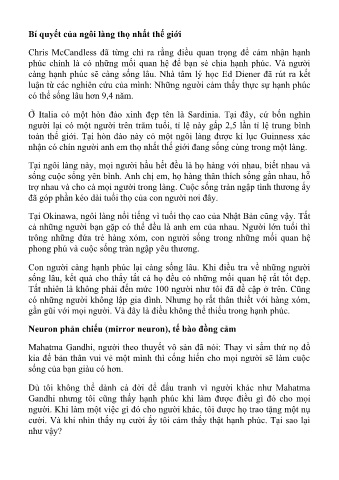 Bí quyết của ngôi làng thọ nhất thế giới
Chris McCandless đã từng chỉ ra rằng điều quan trọng để cảm nhận hạnh
phúc chính là có những mối quan hệ để bạn sẻ chia hạnh phúc. Và người
càng hạnh phúc sẽ càng sống lâu. Nhà tâm lý học Ed Diener đã rút ra kết
luận từ các nghiên cứu của mình: Những người cảm thấy thực sự hạnh phúc
có thể sống lâu hơn 9,4 năm.
Ở Italia có một hòn đảo xinh đẹp tên là Sardinia. Tại đây, cứ bốn nghìn
người lại có một người trên trăm tuổi, tỉ lệ này gấp 2,5 lần tỉ lệ trung bình
toàn thế giới. Tại hòn đảo này có một ngôi làng được kỉ lục Guinness xác
nhận có chín người anh em thọ nhất thế giới đang sống cùng trong một làng.
Tại ngôi làng này, mọi người hầu hết đều là họ hàng với nhau, biết nhau và
sống cuộc sống yên bình. Anh chị em, họ hàng thân thích sống gần nhau, hỗ
trợ nhau và cho cả mọi người trong làng. Cuộc sống tràn ngập tình thương ấy
đã góp phần kéo dài tuổi thọ của con người nơi đây.
Tại Okinawa, ngôi làng nổi tiếng vì tuổi thọ cao của Nhật Bản cũng vậy. Tất
cả những người bạn gặp có thể đều là anh em của nhau. Người lớn tuổi thì
trông những đứa trẻ hàng xóm, con người sống trong những mối quan hệ
phong phú và cuộc sống tràn ngập yêu thương.
Con người càng hạnh phúc lại càng sống lâu. Khi điều tra về những người
sống lâu, kết quả cho thấy tất cả họ đều có những mối quan hệ rất tốt đẹp.
Tất nhiên là không phải đến mức 100 người như tôi đã đề cập ở trên. Cũng
có những người không lập gia đình. Nhưng họ rất thân thiết với hàng xóm,
gần gũi với mọi người. Và đây là điều không thể thiếu trong hạnh phúc.
Neuron phản chiếu (mirror neuron), tế bào đồng cảm
Mahatma Gandhi, người theo thuyết vô sản đã nói: Thay vì sắm thứ nọ đồ
kia để bản thân vui vẻ một mình thì cống hiến cho mọi người sẽ làm cuộc
sống của bạn giàu có hơn.
Dù tôi không thể dành cả đời để đấu tranh vì người khác như Mahatma
Gandhi nhưng tôi cũng thấy hạnh phúc khi làm được điều gì đó cho mọi
người. Khi làm một việc gì đó cho người khác, tôi được họ trao tặng một nụ
cười. Và khi nhìn thấy nụ cười ấy tôi cảm thấy thật hạnh phúc. Tại sao lại
như vậy?